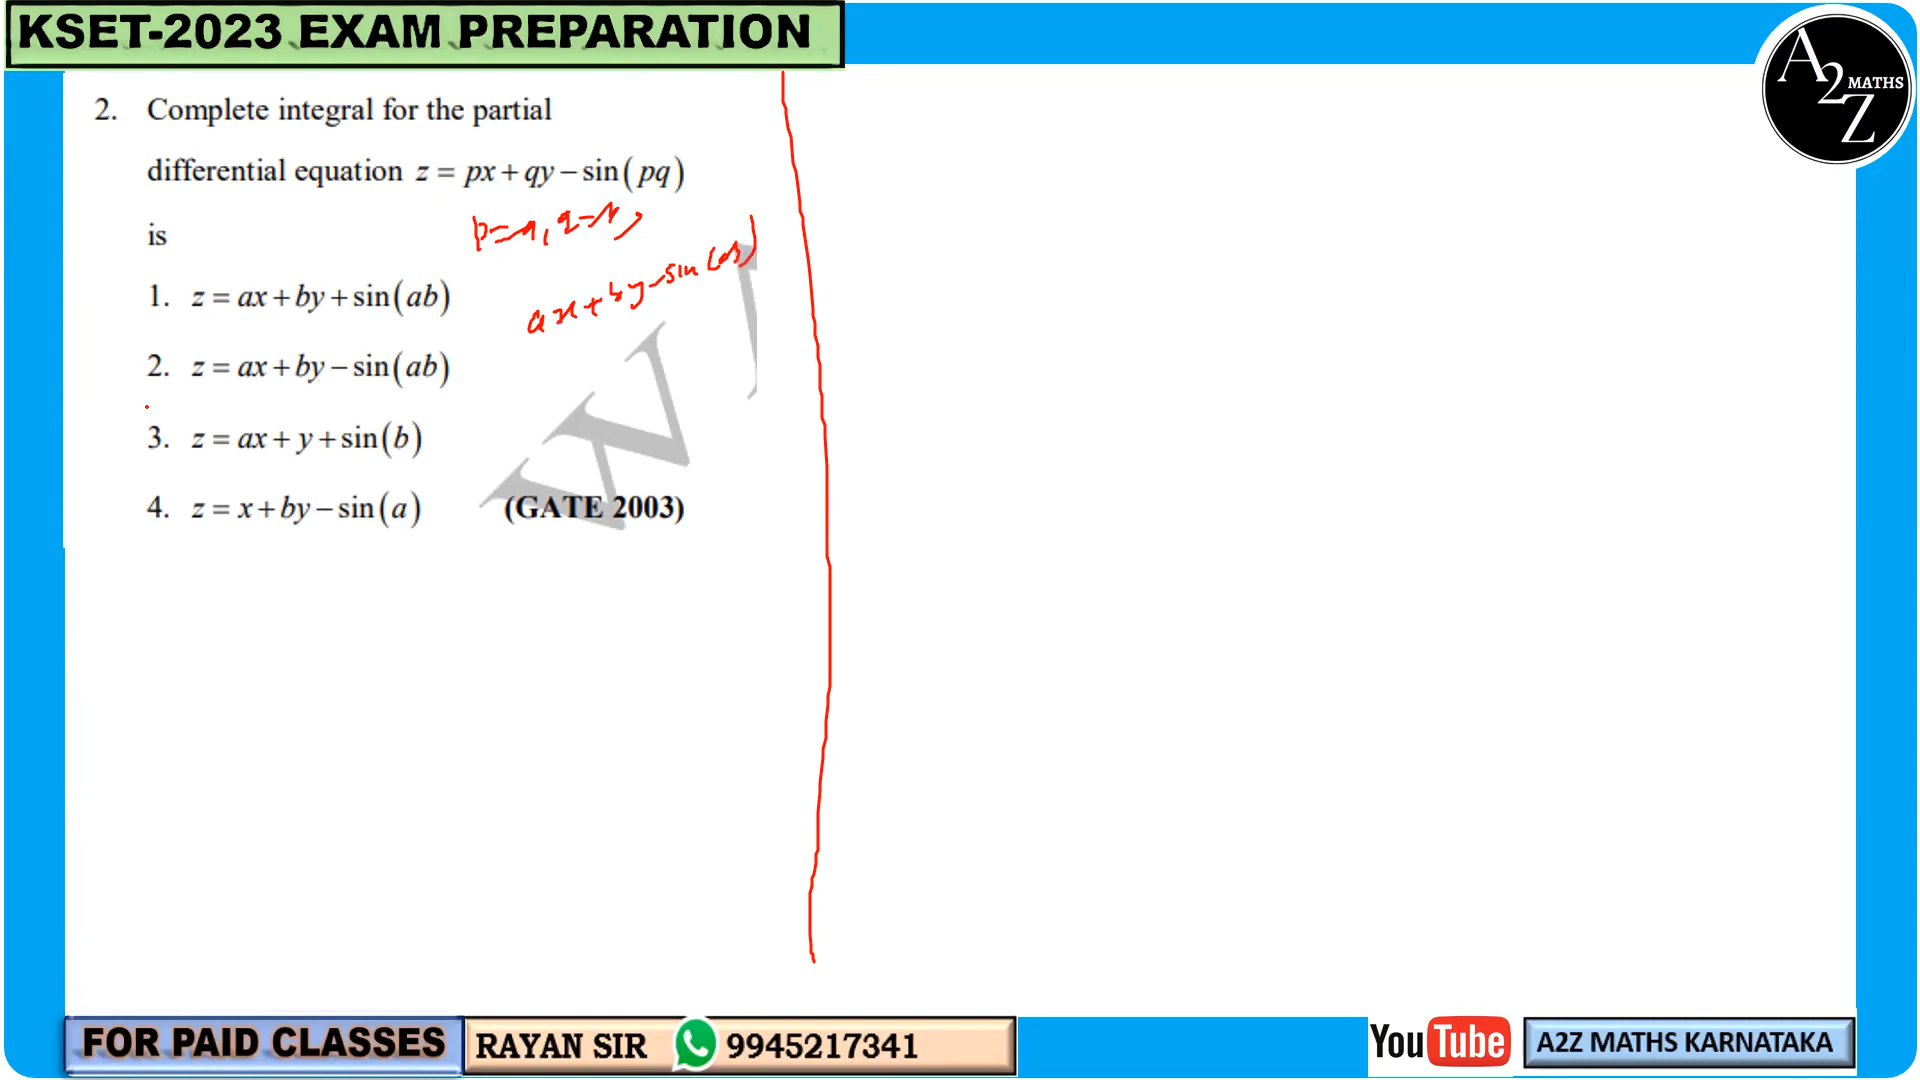 KSET-2023 EXAM PREPARATION
A2Z MATHS
2. Complete integral for the partial
differential equation z = px + qy − sin(pq)
is
p=a, q=b,
ax+by-sin(ab)
1. z = ax + by + sin(ab)
2. z = ax + by − sin(ab)
3. z = ax + y + sin(b)
4. z = x + by − sin(a) (GATE 2003)
FOR PAID CLASSES RAYAN SIR 9945217341
YouTube A2Z MATHS KARNATAKA